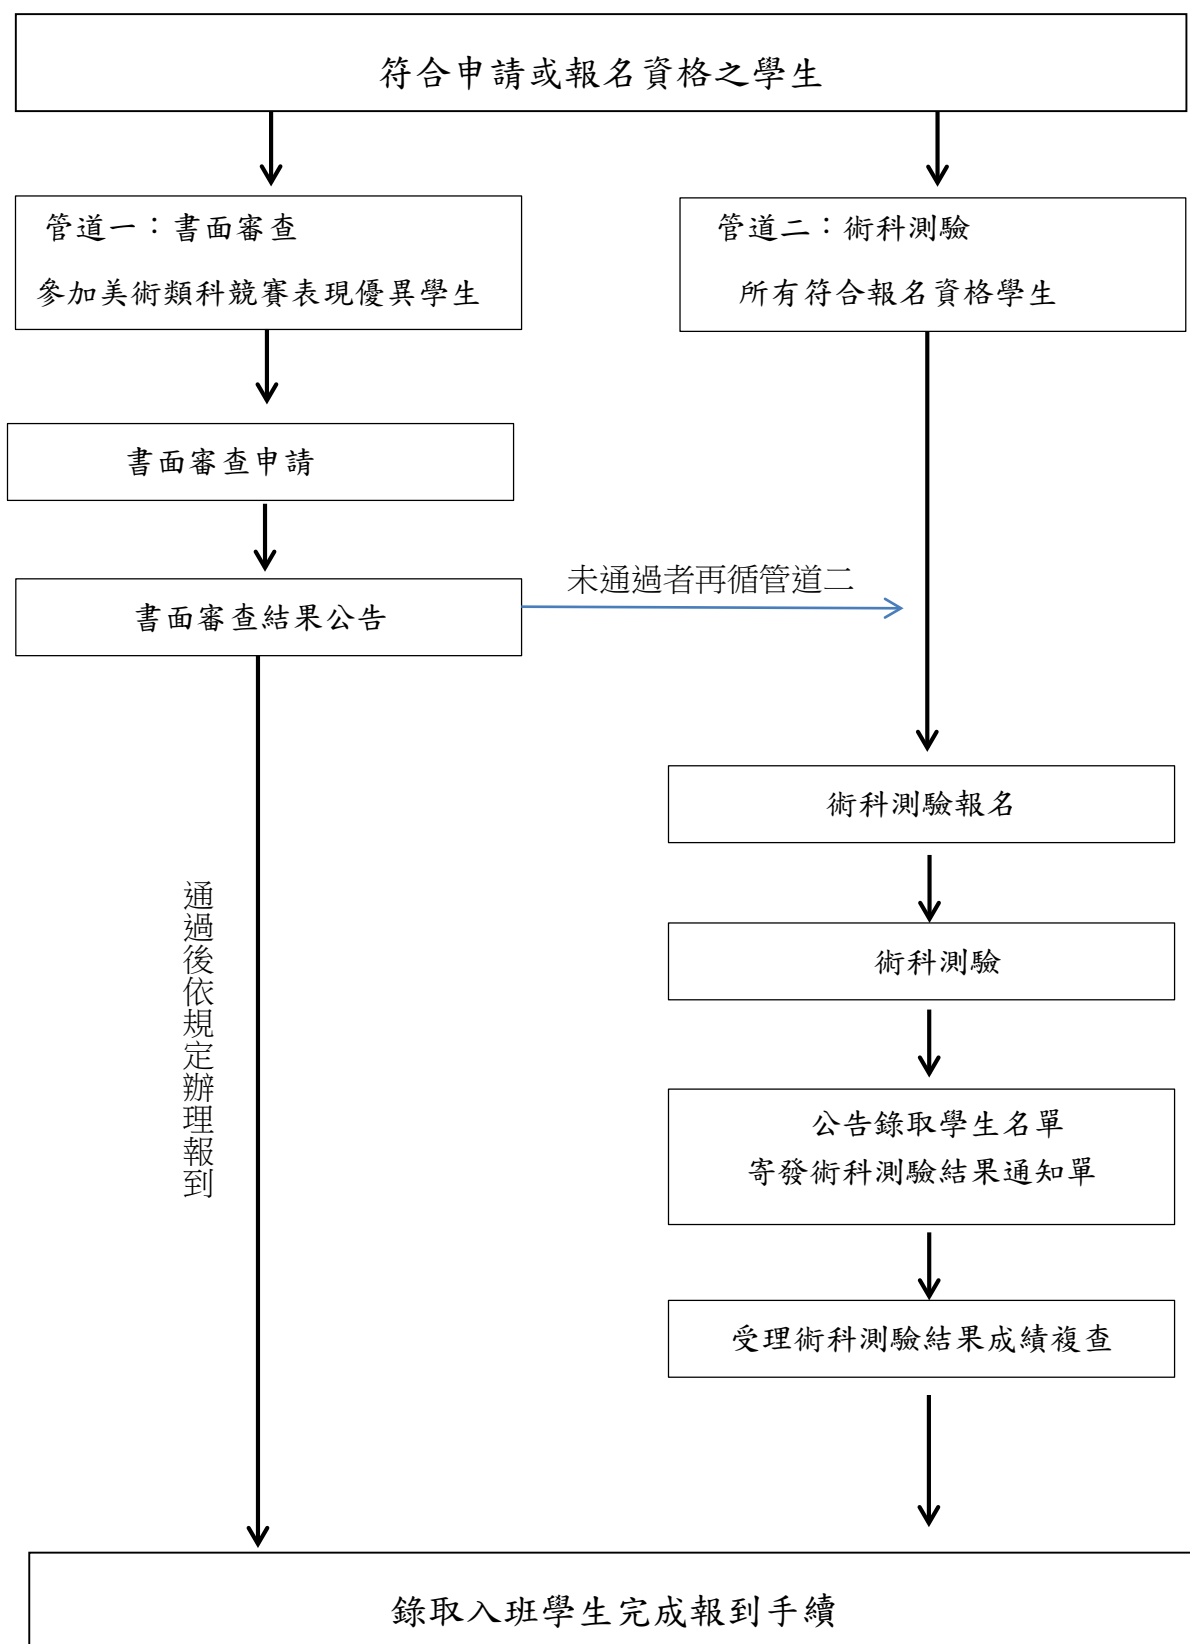 符合申請或報名資格之學生
管道一：書面審查
參加美術類科競賽表現優異學生
管道二：術科測驗
所有符合報名資格學生
書面審查申請
書面審查結果公告
未通過者再循管道二
通過後依規定辦理報到
術科測驗報名
術科測驗
公告錄取學生名單
寄發術科測驗結果通知單
受理術科測驗結果成績複查
錄取入班學生完成報到手續